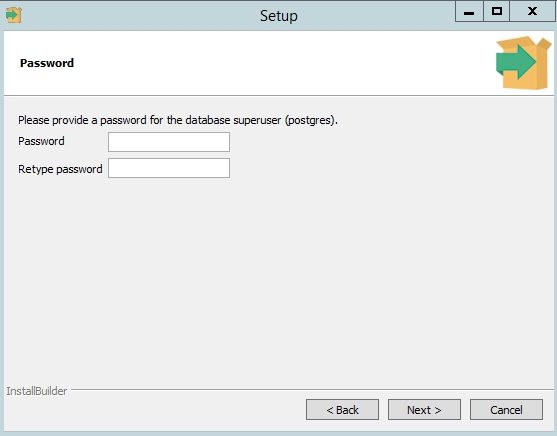 Setup
Password
Please provide a password for the database superuser (postgres).
Password
Retype password
InstallBuilder
< Back
Next >
Cancel